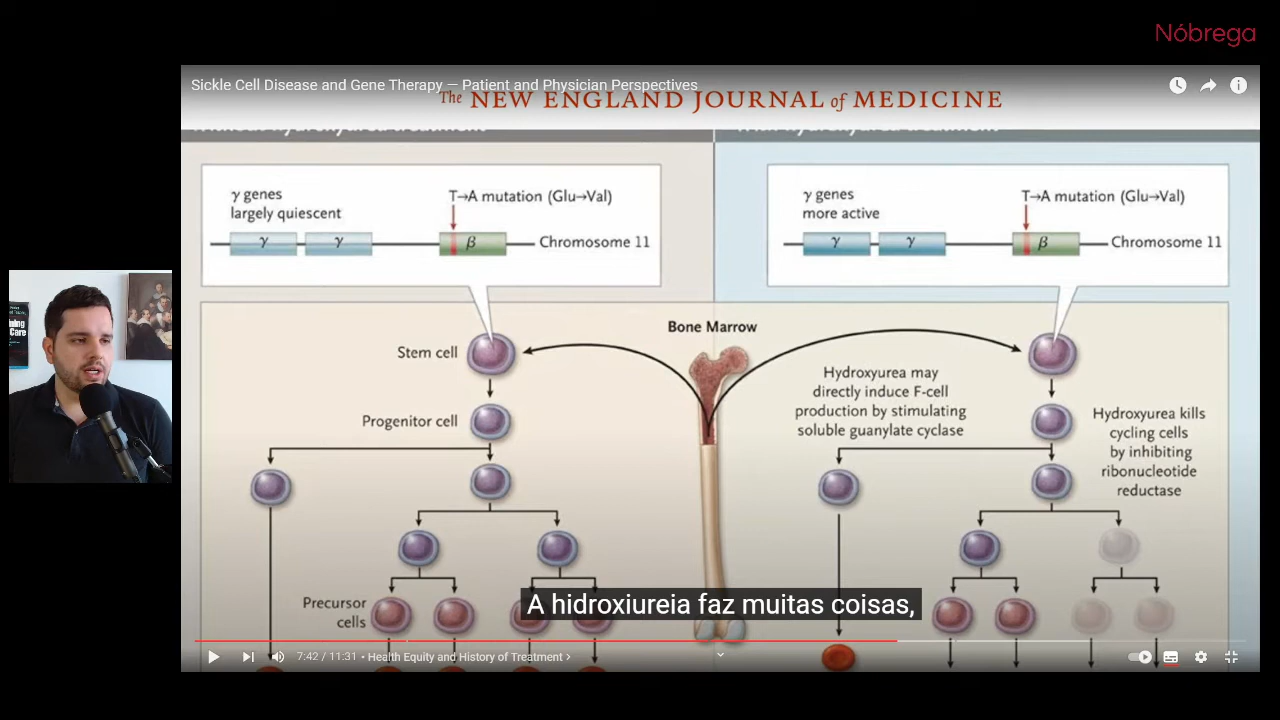 Nóbrega
Sickle Cell Disease and Gene Therapy — Patient and Physician Perspectives
The NEW ENGLAND JOURNAL of MEDICINE
γ genes
largely quiescent
T→A mutation (Glu→Val)
γ
γ
β
Chromosome 11
γ genes
more active
T→A mutation (Glu→Val)
γ
γ
β
Chromosome 11
Bone Marrow
Stem cell
Progenitor cell
Hydroxyurea may
directly induce F-cell
production by stimulating
soluble guanylate cyclase
Hydroxyurea kills
cycling cells
by inhibiting
ribonucleotide
reductase
Precursor
cells
A hidroxiureia faz muitas coisas,
7:42 / 11:31 • Health Equity and History of Treatment >